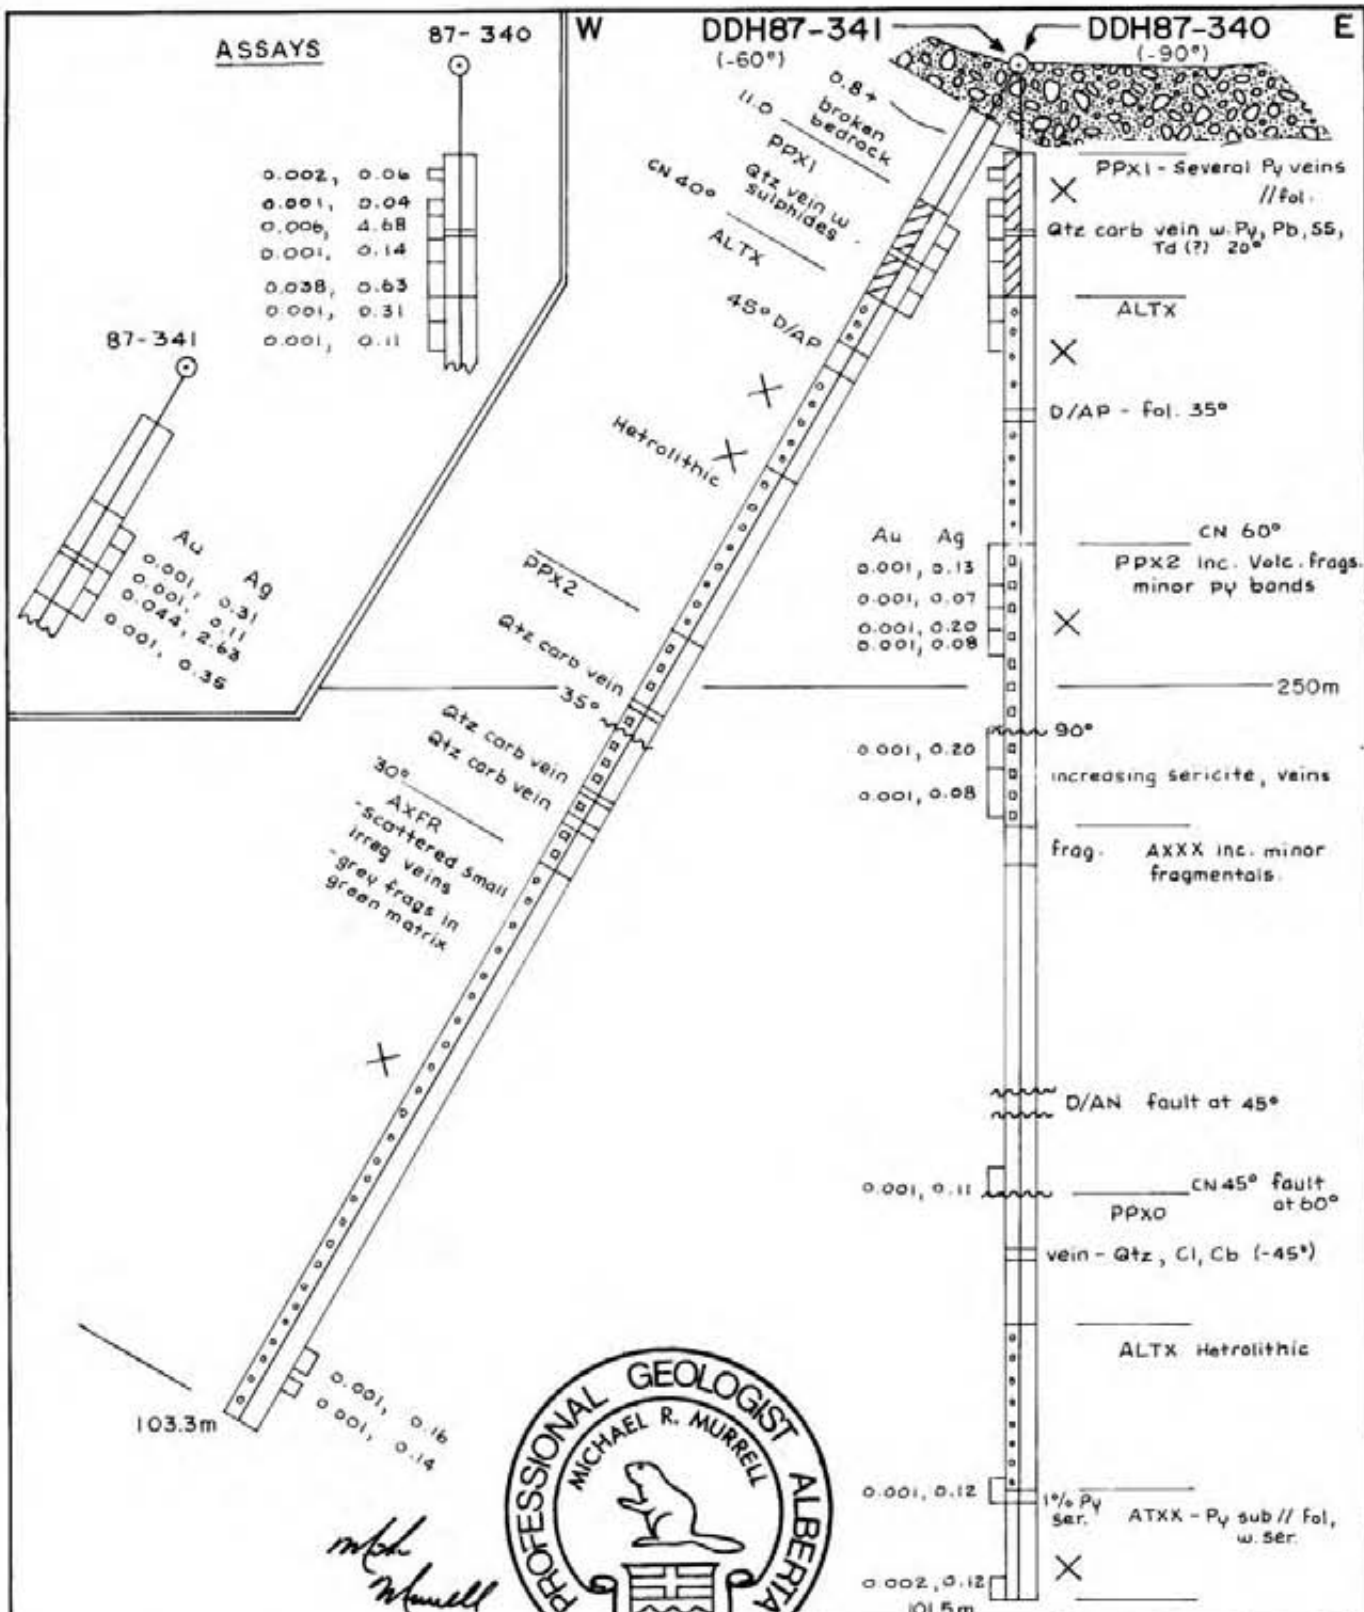 ASSAYS
87-340
0.002, 0.06
0.001, 0.04
0.006, 4.68
0.001, 0.14
0.038, 0.63
0.001, 0.31
0.001, 0.11
87-341
Au Ag
0.001, 0.31
0.001, 0.11
0.044, 2.63
0.001, 0.35
W
DDH87-341
(-60°)
DDH87-340
(-90°)
E
0.8+
broken
bedrock
11.0
PPX1
Qtz vein w
sulphides
CN 40°
ALTX
45° D/AP
Hetrolithic
PPX2
Qtz carb vein
35°
Qtz carb vein
Qtz carb vein
30°
AXFR
-scattered small
irreg veins
-grey frags in
green matrix
103.3m
0.001, 0.16
0.001, 0.14
PPX1 - Several Py veins
//fol.
Qtz carb vein w. Py, Pb, SS,
Td (?) 20°
ALTX
D/AP - fol. 35°
CN 60°
Au Ag
0.001, 0.13
0.001, 0.07
0.001, 0.20
0.001, 0.08
PPX2 inc. Volc. frags.
minor py bands
250m
90°
0.001, 0.20
0.001, 0.08
increasing sericite, veins
frag. AXXX inc. minor
fragmentals.
D/AN fault at 45°
0.001, 0.11
CN 45° fault
at 60°
PPX0
vein - Qtz, Cl, Cb (-45°)
ALTX Hetrolithic
0.001, 0.12
1% Py
ser.
ATXX - Py sub // fol,
w. ser.
0.002, 0.12
101.5m
PROFESSIONAL GEOLOGIST ALBERTA
MICHAEL R. MURRELL
Murrell